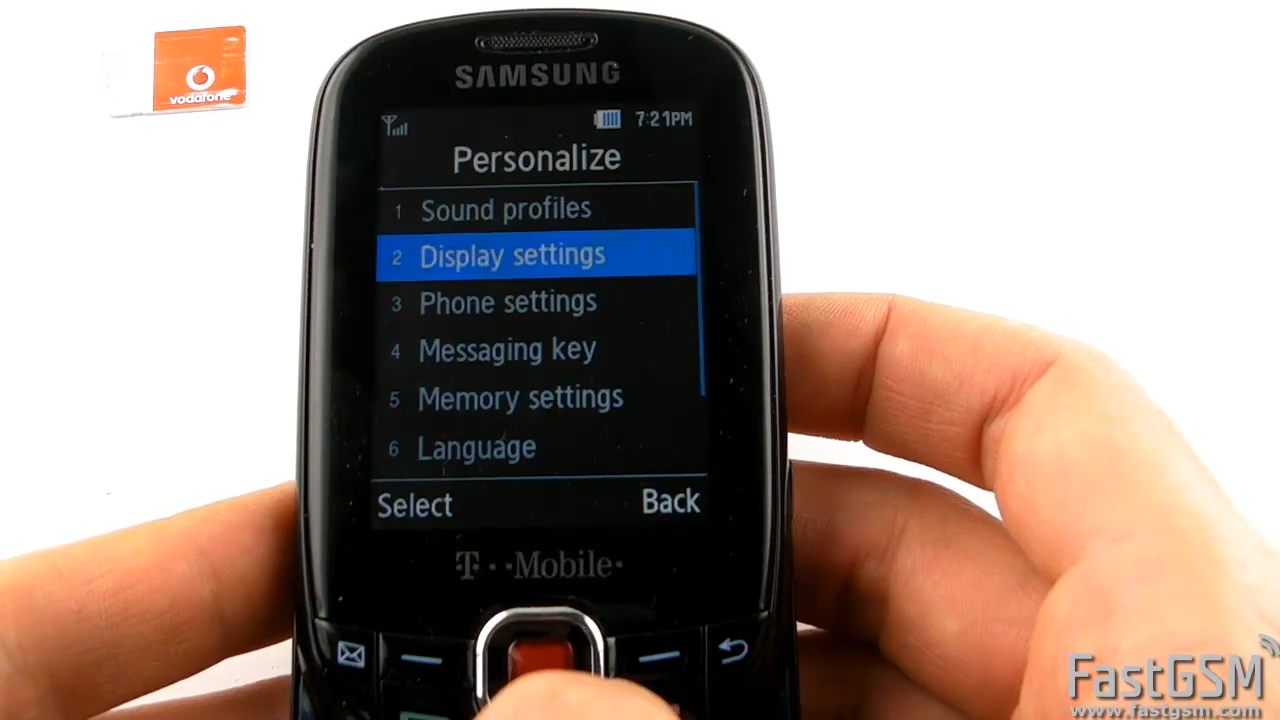 vodafone
SAMSUNG
7:21PM
Personalize
1 Sound profiles
2 Display settings
3 Phone settings
4 Messaging key
5 Memory settings
6 Language
Select Back
T··Mobile·
FastGSM
www.fastgsm.com